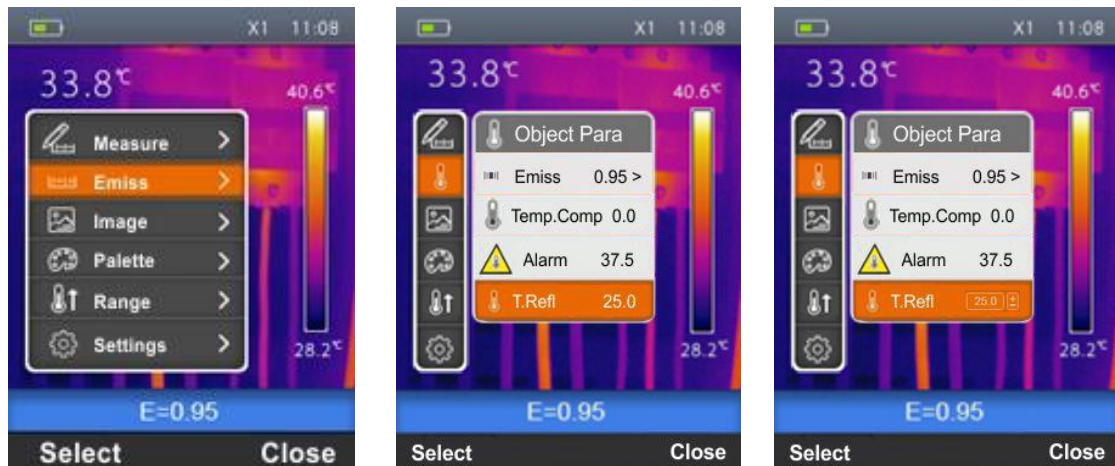 X1 11:08
33.8℃
40.6℃
Measure >
Emiss >
Image >
Palette >
Range >
Settings >
28.2℃
E=0.95
Select Close
X1 11:08
33.8℃
40.6℃
Object Para
Emiss 0.95 >
Temp.Comp 0.0
Alarm 37.5
T.Refl 25.0
28.2℃
E=0.95
Select Close
X1 11:08
33.8℃
40.6℃
Object Para
Emiss 0.95 >
Temp.Comp 0.0
Alarm 37.5
T.Refl 25.0 ±
28.2℃
E=0.95
Select Close